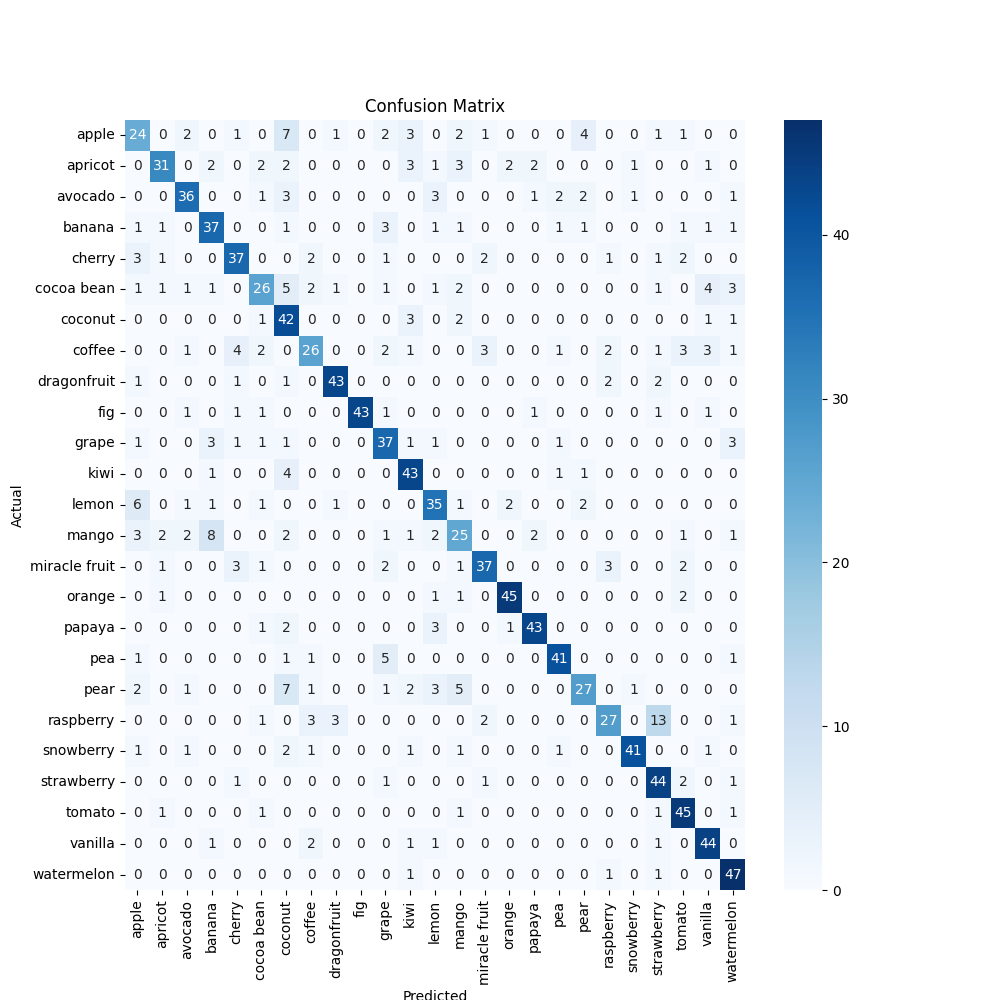 Confusion Matrix
apple 24 0 2 0 1 0 7 0 1 0 2 3 0 2 1 0 0 0 4 0 0 1 1 0 0
apricot 0 31 0 2 0 2 2 0 0 0 0 3 1 3 0 2 2 0 0 0 1 0 0 1 0
avocado 0 0 36 0 0 1 3 0 0 0 0 0 3 0 0 0 1 2 2 0 1 0 0 0 1
banana 1 1 0 37 0 0 1 0 0 0 3 0 1 1 0 0 0 1 1 0 0 0 1 1 1
cherry 3 1 0 0 37 0 0 2 0 0 1 0 0 0 2 0 0 0 0 1 0 1 2 0 0
cocoa bean 1 1 1 1 0 26 5 2 1 0 1 0 1 2 0 0 0 0 0 0 0 1 0 4 3
coconut 0 0 0 0 0 1 42 0 0 0 0 3 0 2 0 0 0 0 0 0 0 0 0 1 1
coffee 0 0 1 0 4 2 0 26 0 0 2 1 0 0 3 0 0 1 0 2 0 1 3 3 1
dragonfruit 1 0 0 0 1 0 1 0 43 0 0 0 0 0 0 0 0 0 0 2 0 2 0 0 0
fig 0 0 1 0 1 1 0 0 0 43 1 0 0 0 0 0 1 0 0 0 0 1 0 1 0
grape 1 0 0 3 1 1 1 0 0 0 37 1 1 0 0 0 0 1 0 0 0 0 0 0 3
kiwi 0 0 0 1 0 0 4 0 0 0 0 43 0 0 0 0 0 1 1 0 0 0 0 0 0
lemon 6 0 1 1 0 1 0 0 1 0 0 0 35 1 0 2 0 0 2 0 0 0 0 0 0
mango 3 2 2 8 0 0 2 0 0 0 1 1 2 25 0 0 2 0 0 0 0 0 1 0 1
miracle fruit 0 1 0 0 3 1 0 0 0 0 2 0 0 1 37 0 0 0 0 3 0 0 2 0 0
orange 0 1 0 0 0 0 0 0 0 0 0 0 1 1 0 45 0 0 0 0 0 0 2 0 0
papaya 0 0 0 0 0 1 2 0 0 0 0 0 3 0 0 1 43 0 0 0 0 0 0 0 0
pea 1 0 0 0 0 0 1 1 0 0 5 0 0 0 0 0 0 41 0 0 0 0 0 0 1
pear 2 0 1 0 0 0 7 1 0 0 1 2 3 5 0 0 0 0 27 0 1 0 0 0 0
raspberry 0 0 0 0 0 1 0 3 3 0 0 0 0 0 2 0 0 0 0 27 0 13 0 0 1
snowberry 1 0 1 0 0 0 2 1 0 0 0 1 0 1 0 0 0 1 0 0 41 0 0 1 0
strawberry 0 0 0 0 1 0 0 0 0 0 1 0 0 0 1 0 0 0 0 0 0 44 2 0 1
tomato 0 1 0 0 0 1 0 0 0 0 0 0 0 1 0 0 0 0 0 0 0 1 45 0 1
vanilla 0 0 0 1 0 0 0 2 0 0 0 1 1 0 0 0 0 0 0 0 0 1 0 44 0
watermelon 0 0 0 0 0 0 0 0 0 0 0 1 0 0 0 0 0 0 0 1 0 1 0 0 47
Actual
apple apricot avocado banana cherry cocoa bean coconut coffee dragonfruit fig grape kiwi lemon mango miracle fruit orange papaya pea pear raspberry snowberry strawberry tomato vanilla watermelon
Predicted
40
30
20
10
0